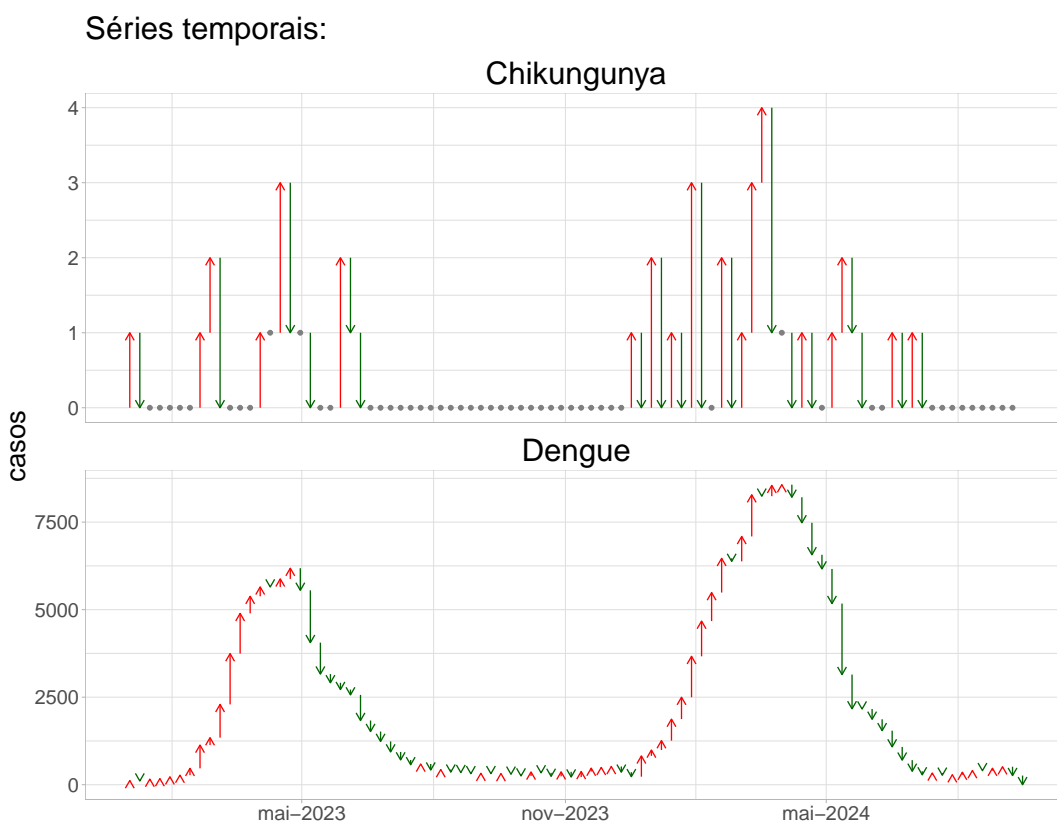 Séries temporais:
Chikungunya
4
3
2
1
0
casos
Dengue
7500
5000
2500
0
mai−2023
nov−2023
mai−2024